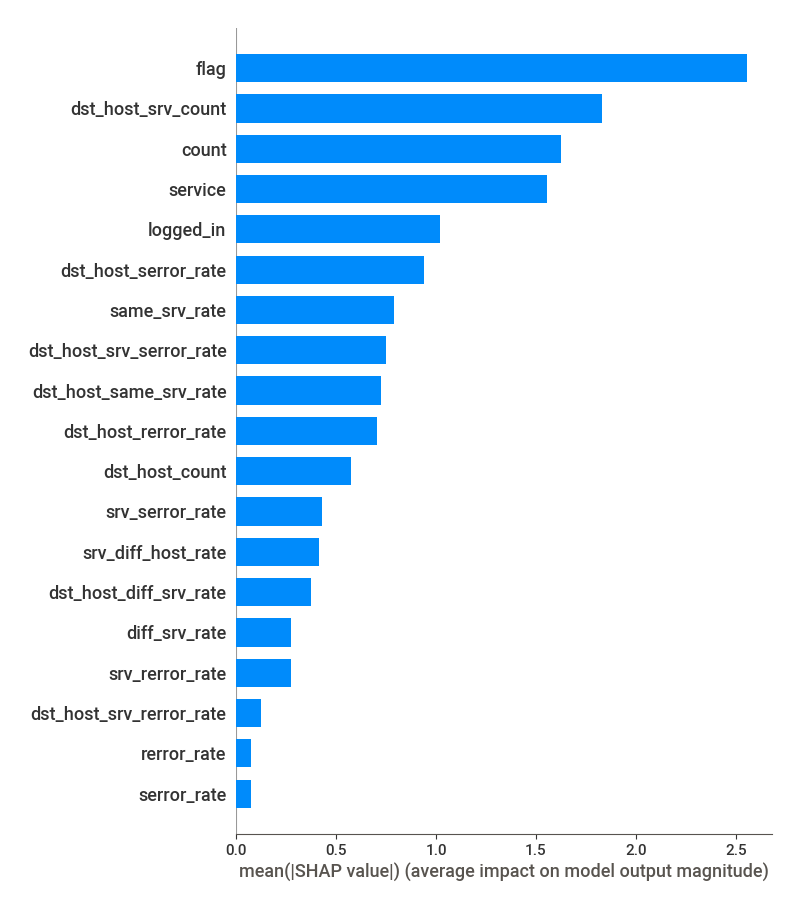 flag
dst_host_srv_count
count
service
logged_in
dst_host_serror_rate
same_srv_rate
dst_host_srv_serror_rate
dst_host_same_srv_rate
dst_host_rerror_rate
dst_host_count
srv_serror_rate
srv_diff_host_rate
dst_host_diff_srv_rate
diff_srv_rate
srv_rerror_rate
dst_host_srv_rerror_rate
rerror_rate
serror_rate
0.0 0.5 1.0 1.5 2.0 2.5
mean(|SHAP value|) (average impact on model output magnitude)